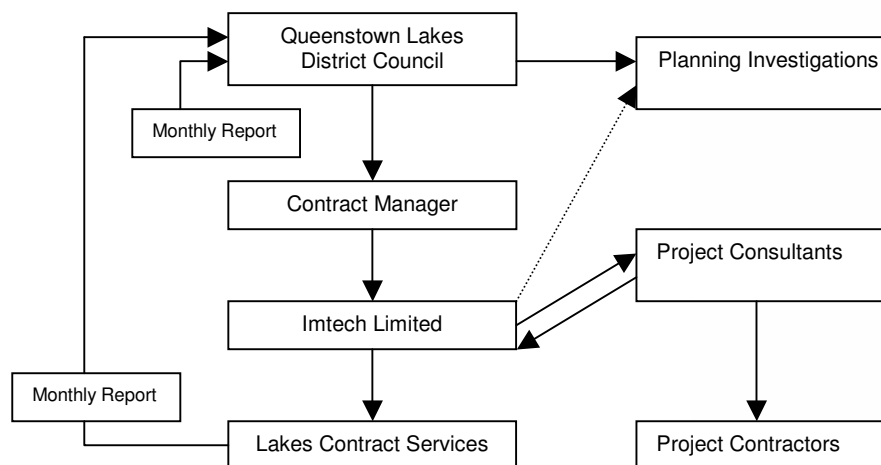 Queenstown Lakes
District Council
Planning Investigations
Monthly Report
Contract Manager
Project Consultants
Imtech Limited
Monthly Report
Lakes Contract Services
Project Contractors